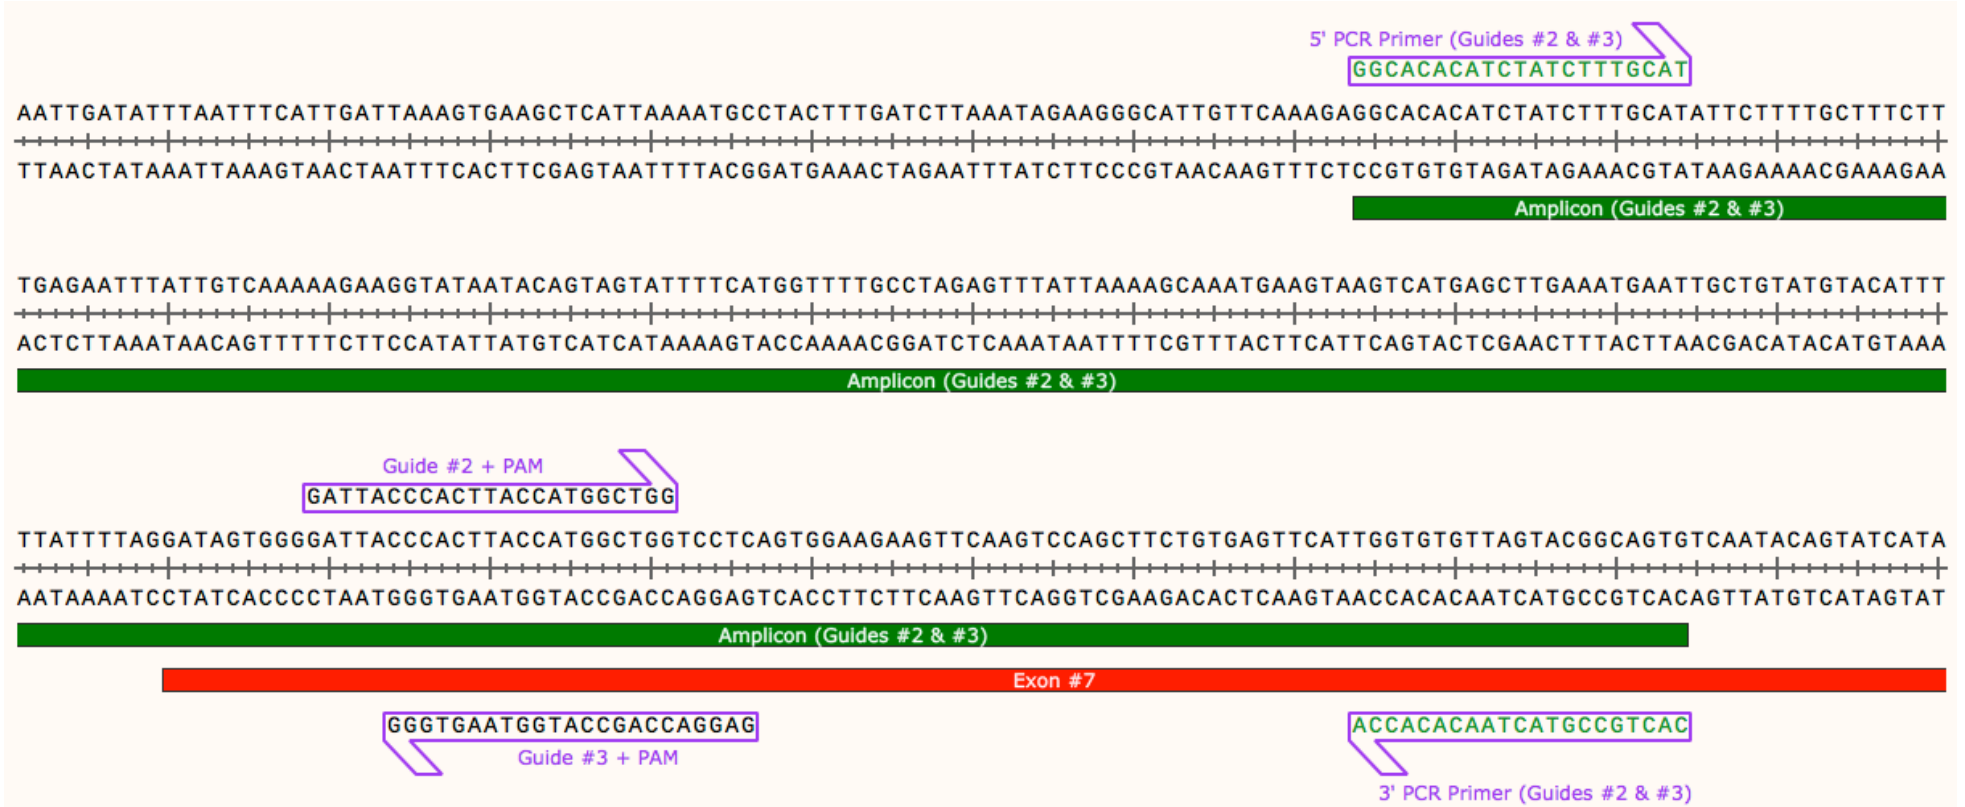 5' PCR Primer (Guides #2 & #3)
GGCACACATCTATCTTTGCAT
AATTGATATTTAATTTCATTGATTAAAGTGAAGCTCATTAAAATGCCTACTTTGATCTTAAATAGAAGGGCATTGTTCAAAGAGGCACACATCTATCTTTGCATATTCTTTTGCTTTCTT
TTAACTATAAATTAAAGTAACTAATTTCACTTCGAGTAATTTTACGGATGAAACTAGAATTTATCTTCCCGTAACAAGTTTCTCCGTGTGTAGATAGAAACGTATAAGAAAACGAAAGAA
Amplicon (Guides #2 & #3)
TGAGAATTTATTGTCAAAAAGAAGGTATAATACAGTAGTATTTTCATGGTTTTGCCTAGAGTTTATTAAAAGCAAATGAAGTAAGTCATGAGCTTGAAATGAATTGCTGTATGTACATTT
ACTCTTAAATAACAGTTTTTCTTCCATATTATGTCATCATAAAAGTACCAAAACGGATCTCAAATAATTTTCGTTTACTTCATTCAGTACTCGAACTTTACTTAACGACATACATGTAAA
Amplicon (Guides #2 & #3)
Guide #2 + PAM
GATTACCCACTTACCATGGCTGG
TTATTTTAGGATAGTGGGGATTACCCACTTACCATGGCTGGTCCTCAGTGGAAGAAGTTCAAGTCCAGCTTCTGTGAGTTCATTGGTGTGTTAGTACGGCAGTGTCAATACAGTATCATA
AATAAAATCCTATCACCCCTAATGGGTGAATGGTACCGACCAGGAGTCACCTTCTTCAAGTTCAGGTCGAAGACACTCAAGTAACCACACAATCATGCCGTCACAGTTATGTCATAGTAT
Amplicon (Guides #2 & #3)
Exon #7
GGGTGAATGGTACCGACCAGGAG
ACCACACAATCATGCCGTCAC
Guide #3 + PAM
3' PCR Primer (Guides #2 & #3)